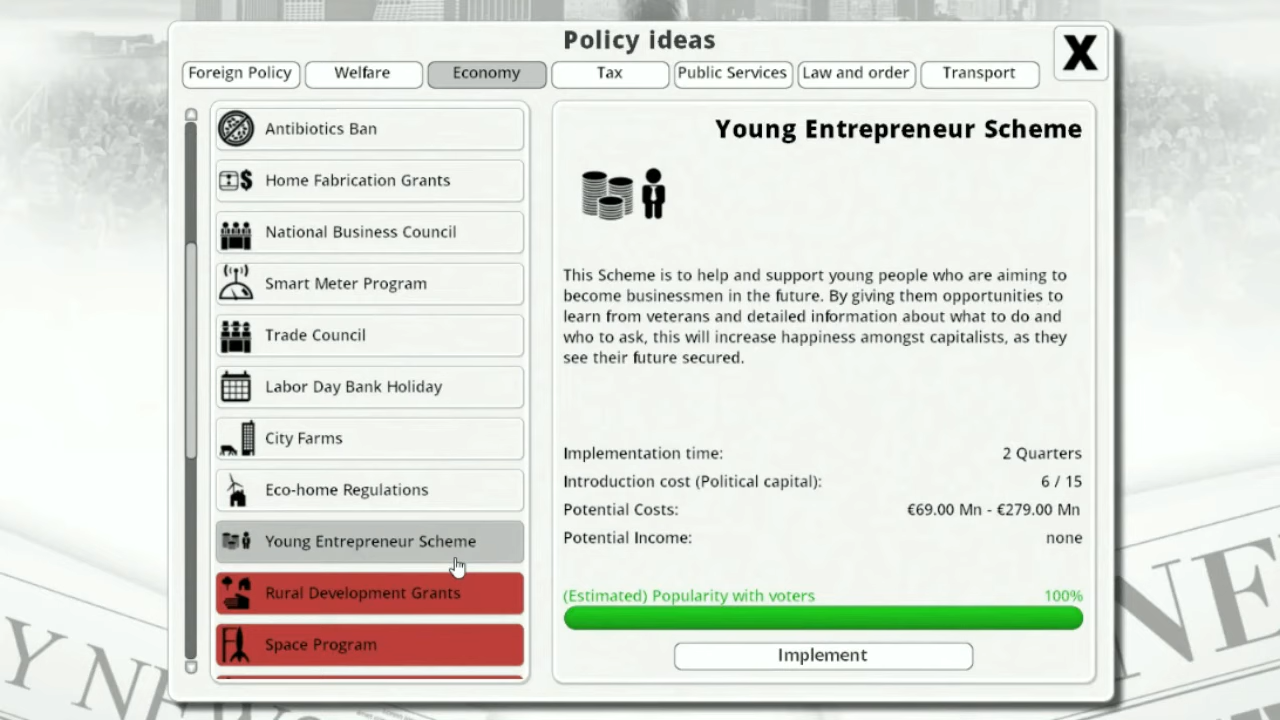 Policy ideas
X
Foreign Policy
Welfare
Economy
Tax
Public Services
Law and order
Transport
Antibiotics Ban
Home Fabrication Grants
National Business Council
Smart Meter Program
Trade Council
Labor Day Bank Holiday
City Farms
Eco-home Regulations
Young Entrepreneur Scheme
Rural Development Grants
Space Program
Young Entrepreneur Scheme
This Scheme is to help and support young people who are aiming to
become businessmen in the future. By giving them opportunities to
learn from veterans and detailed information about what to do and
who to ask, this will increase happiness amongst capitalists, as they
see their future secured.
Implementation time: 2 Quarters
Introduction cost (Political capital): 6 / 15
Potential Costs: €69.00 Mn - €279.00 Mn
Potential Income: none
(Estimated) Popularity with voters 100%
Implement